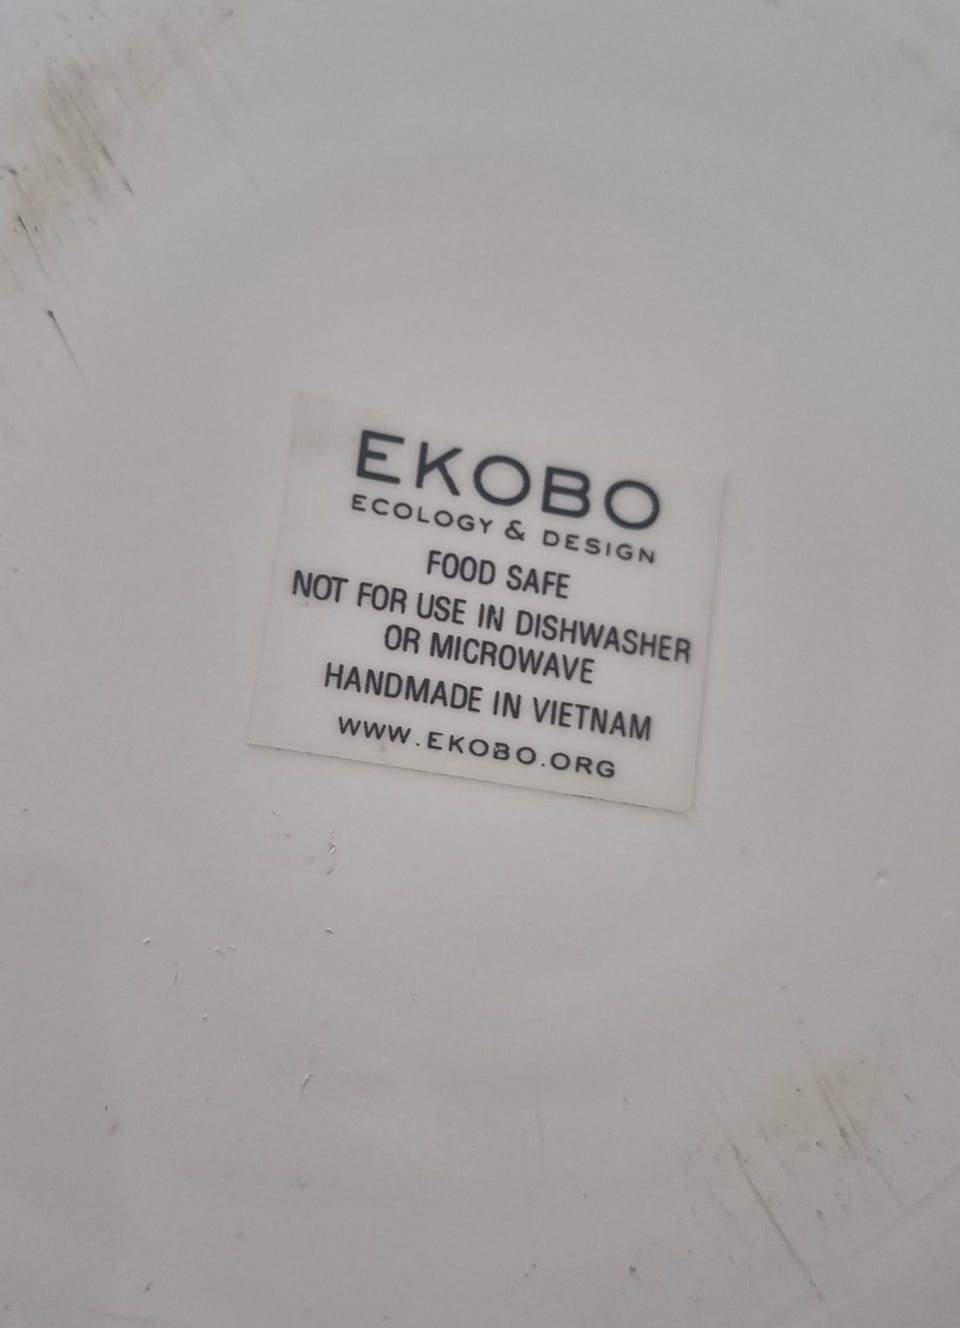 EKOBO
ECOLOGY & DESIGN
FOOD SAFE
NOT FOR USE IN DISHWASHER
OR MICROWAVE
HANDMADE IN VIETNAM
WWW.EKOBO.ORG